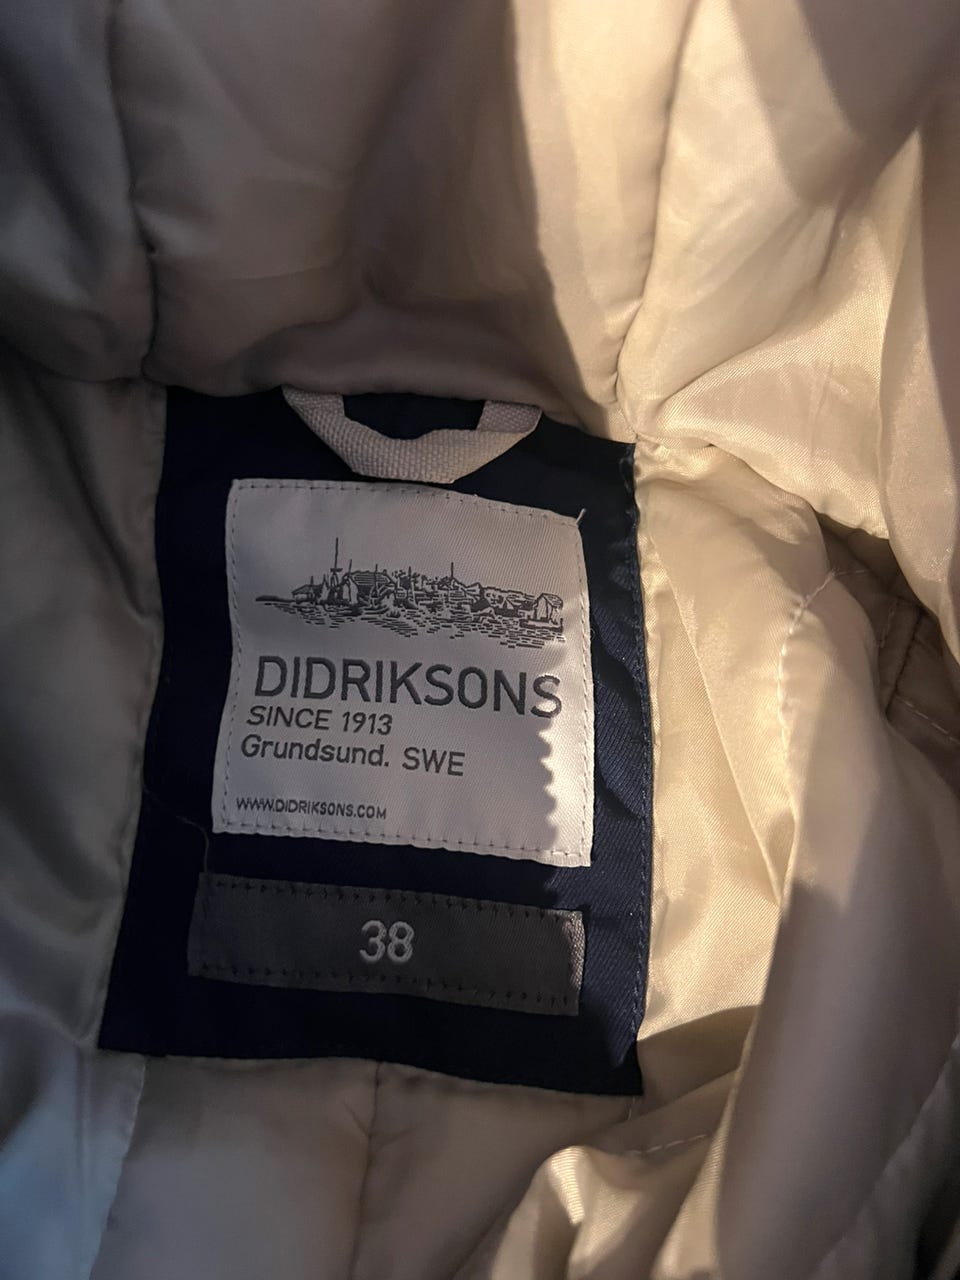 DIDRIKSONS
SINCE 1913
Grundsund. SWE
WWW.DIDRIKSONS.COM
38